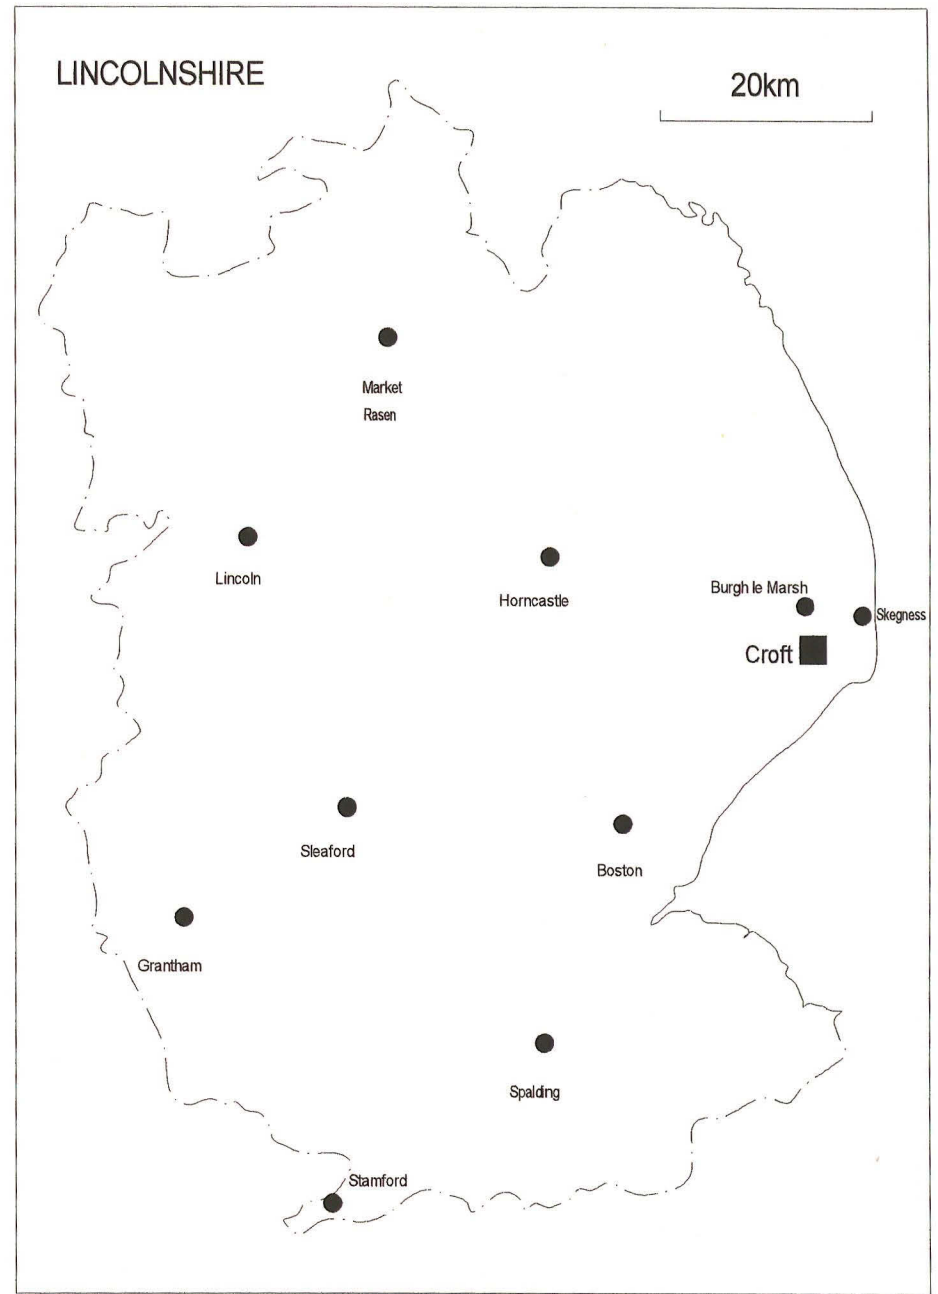 LINCOLNSHIRE
20km
Market
Rasen
Lincoln
Horncastle
Burgh le Marsh
Skegness
Croft
Sleaford
Boston
Grantham
Spalding
Stamford